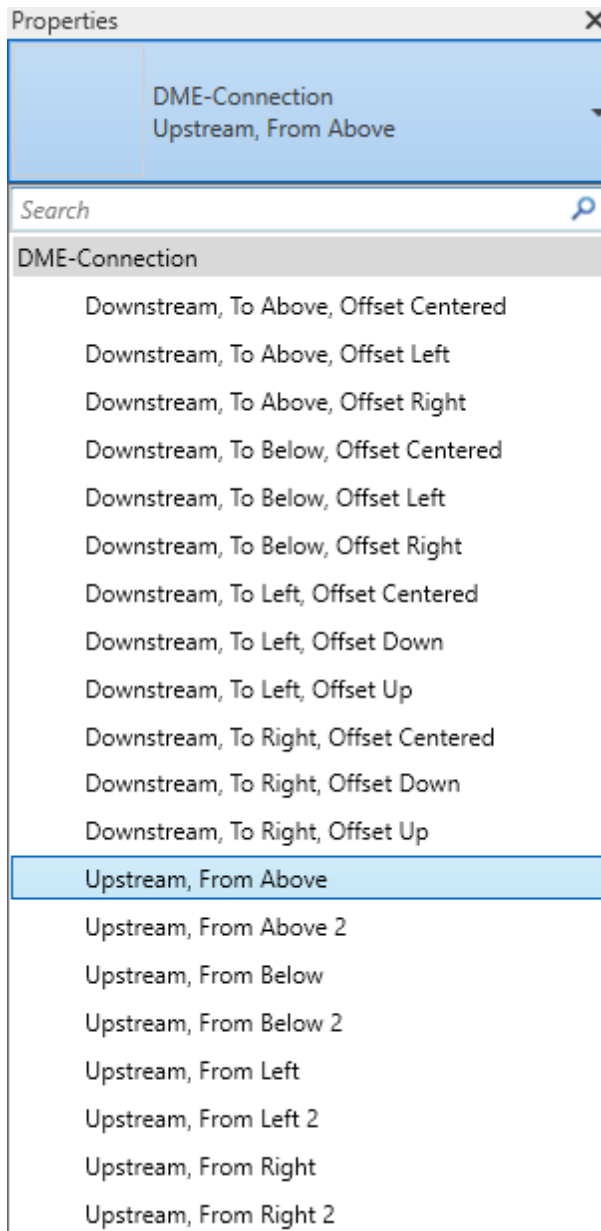 Properties
DME-Connection
Upstream, From Above
Search
DME-Connection
Downstream, To Above, Offset Centered
Downstream, To Above, Offset Left
Downstream, To Above, Offset Right
Downstream, To Below, Offset Centered
Downstream, To Below, Offset Left
Downstream, To Below, Offset Right
Downstream, To Left, Offset Centered
Downstream, To Left, Offset Down
Downstream, To Left, Offset Up
Downstream, To Right, Offset Centered
Downstream, To Right, Offset Down
Downstream, To Right, Offset Up
Upstream, From Above
Upstream, From Above 2
Upstream, From Below
Upstream, From Below 2
Upstream, From Left
Upstream, From Left 2
Upstream, From Right
Upstream, From Right 2